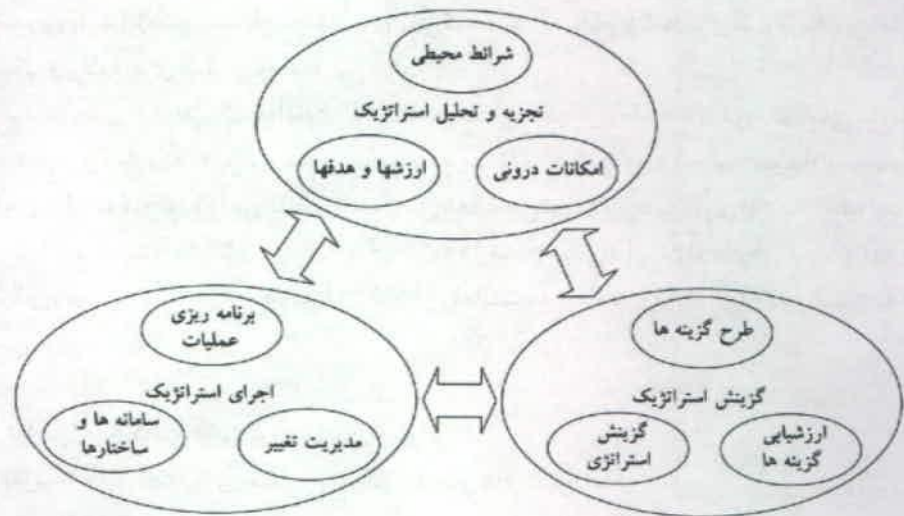 شرائط محیطی
تجزیه و تحلیل استراتژیک
امکانات درونی
ارزشها و هدفها
طرح گزینه ها
گزینش استراتژیک
ارزشیابی
گزینه ها
گزینش
استراتژی
برنامه ریزی
عملیات
اجرای استراتژیک
مدیریت تغییر
سامانه ها و
ساختارها